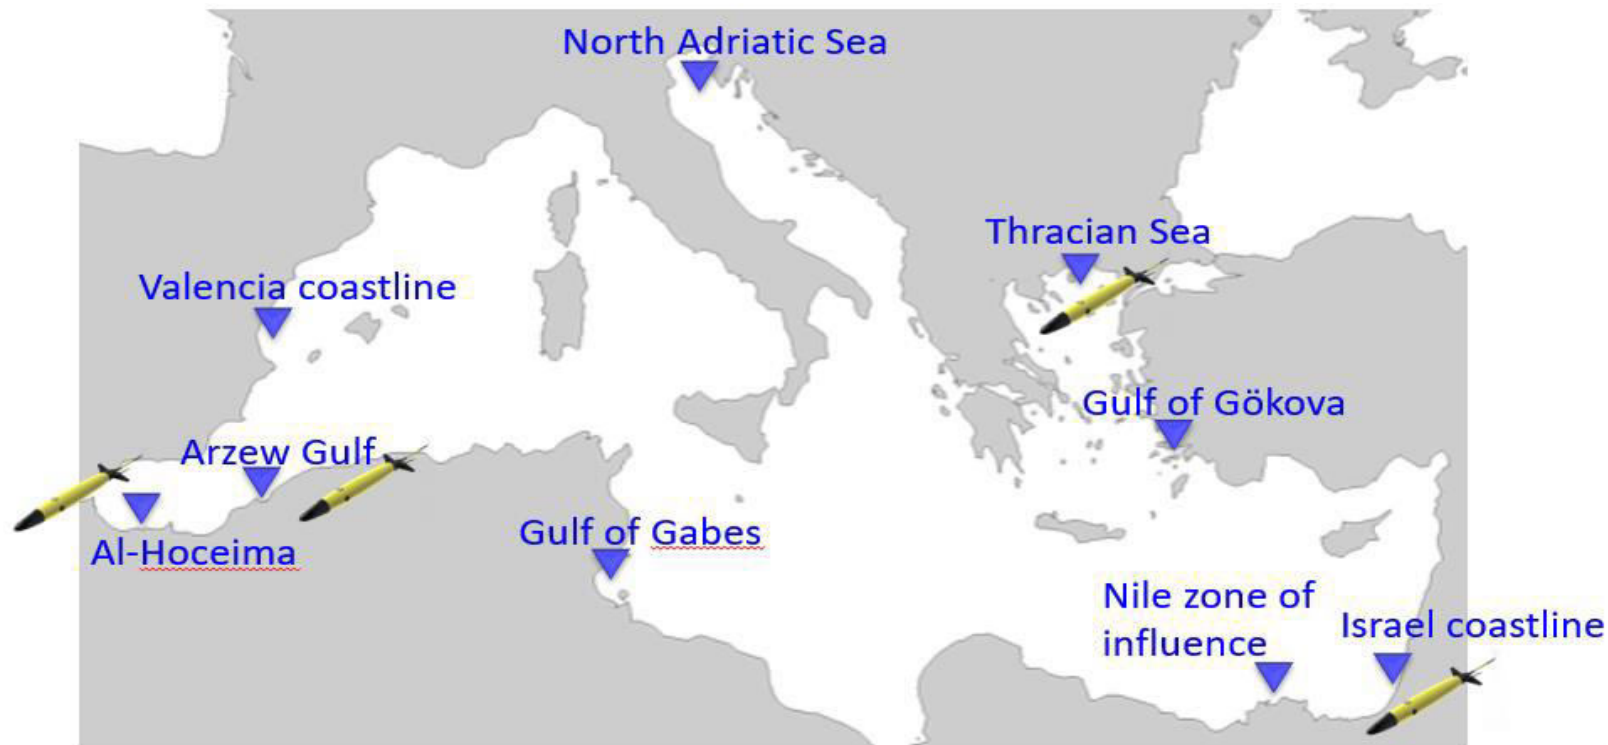 North Adriatic Sea
Thracian Sea
Valencia coastline
Gulf of Gökova
Arzew Gulf
Gulf of Gabes
Al-Hoceima
Nile zone of
influence
Israel coastline